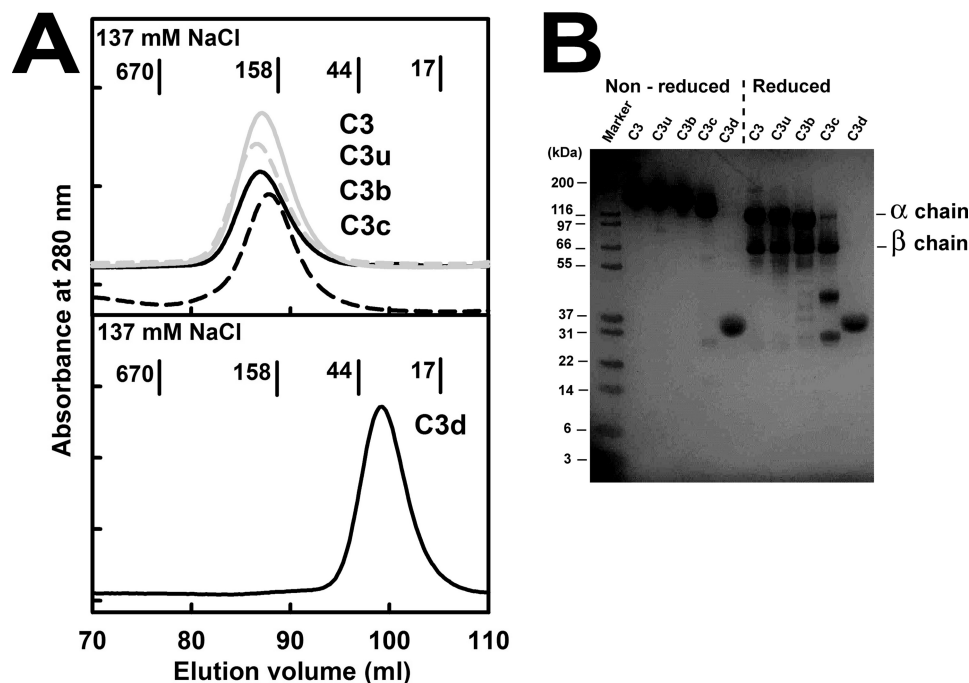 A
137 mM NaCl
670 158 44 17
C3
C3u
C3b
C3c
137 mM NaCl
670 158 44 17
C3d
Absorbance at 280 nm
70 80 90 100 110
Elution volume (ml)
B
Non - reduced Reduced
Marker C3 C3u C3b C3c C3d C3 C3u C3b C3c C3d
(kDa)
200
116
97
66
55
37
31
22
14
6
3
α chain
β chain